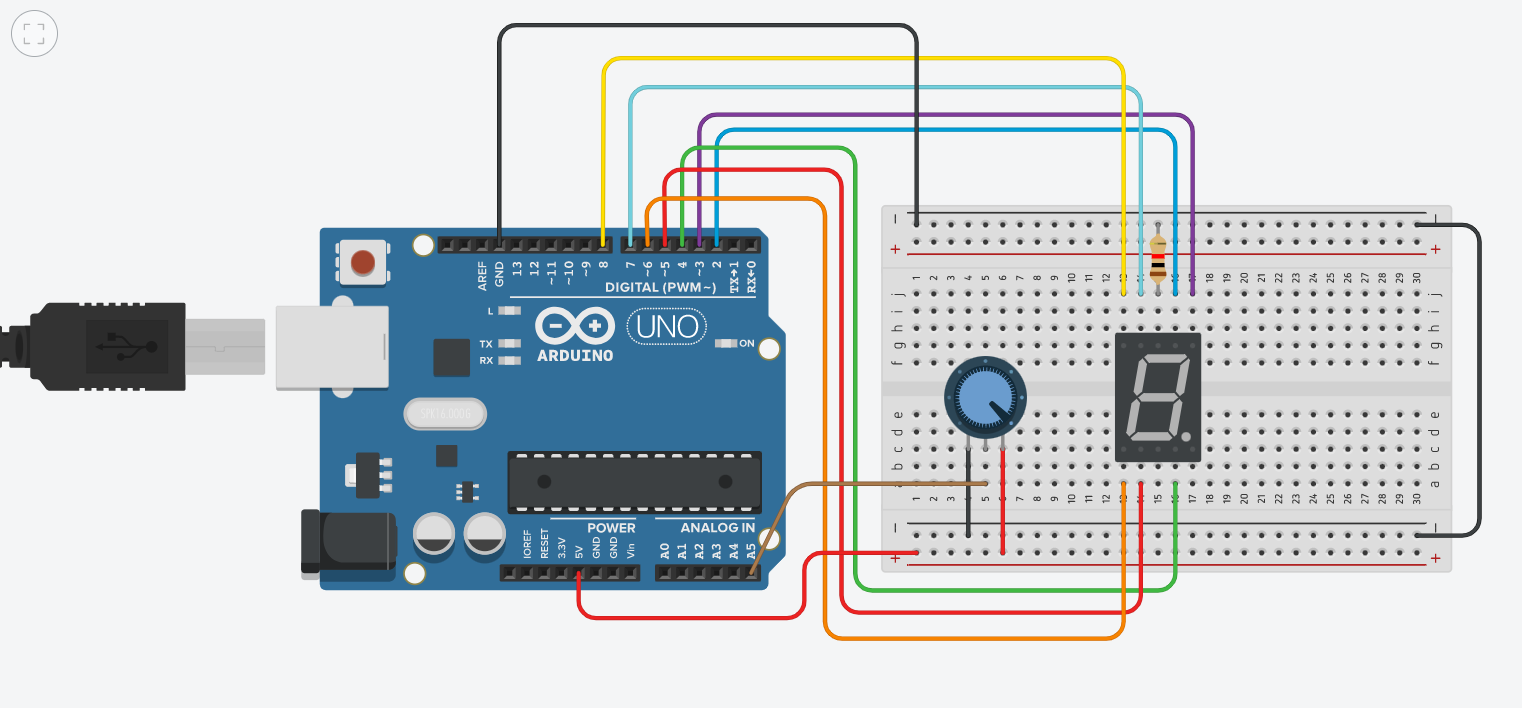 AREF
GND
13
12
~11
~10
~9
8
7
~6
~5
4
~3
2
TX→1
RX←0
DIGITAL (PWM~)
L
TX
RX
ARDUINO
UNO
ON
SPK16.000G
POWER
ANALOG IN
IOREF
RESET
3.3V
5V
GND
GND
Vin
A0
A1
A2
A3
A4
A5
− −
+ +
1 2 3 4 5 6 7 8 9 10 11 12 13 14 15 16 17 18 19 20 21 22 23 24 25 26 27 28 29 30
j j
i i
h h
g g
f f
e e
d d
c c
b b
a a
1 2 3 4 5 6 7 8 9 10 11 12 13 14 15 16 17 18 19 20 21 22 23 24 25 26 27 28 29 30
− −
+ +